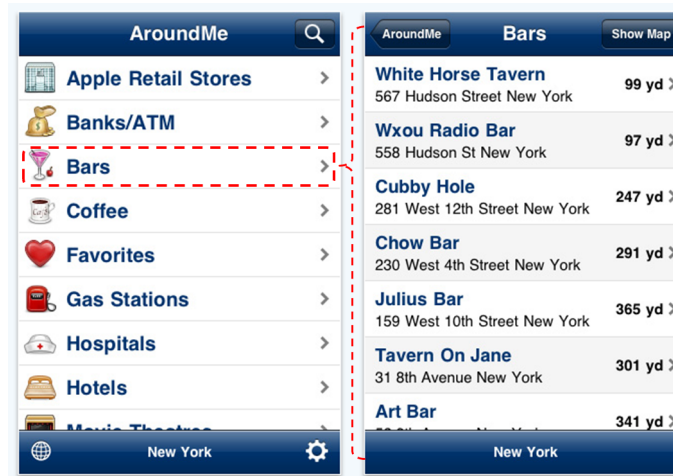 AroundMe
Apple Retail Stores
Banks/ATM
Bars
Coffee
Favorites
Gas Stations
Hospitals
Hotels
Movie Theatres
New York
AroundMe
Bars
Show Map
White Horse Tavern
567 Hudson Street New York
99 yd
Wxou Radio Bar
558 Hudson St New York
97 yd
Cubby Hole
281 West 12th Street New York
247 yd
Chow Bar
230 West 4th Street New York
291 yd
Julius Bar
159 West 10th Street New York
365 yd
Tavern On Jane
31 8th Avenue New York
301 yd
Art Bar
341 yd
New York